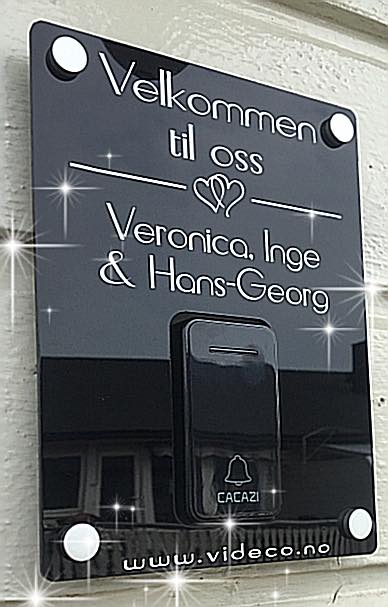 Velkommen
til oss
Veronica, Inge
& Hans-Georg
CACAZI
www.videco.no